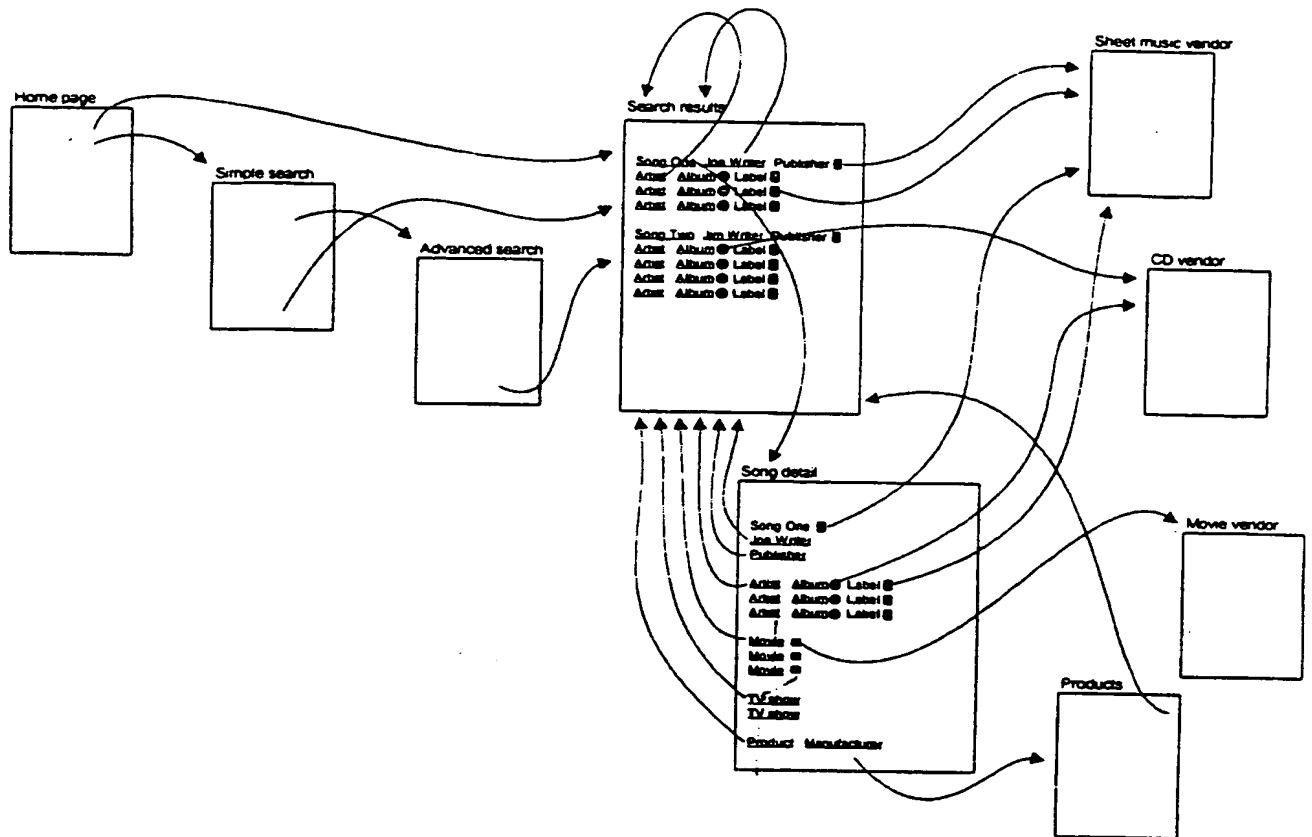 Sheet music vendor
Home page
Search results
Song One Joe Writer Publisher
Artist Album Label
Artist Album Label
Artist Album Label
Simple search
Song Two Jim Writer Publisher
Artist Album Label
Artist Album Label
Artist Album Label
Artist Album Label
Advanced search
CD vendor
Song detail
Song One
Joe Writer
Publisher
Artist Album Label
Artist Album Label
Artist Album Label
Movie
Movie
Movie
Movie vendor
TV show
TV show
Products
Product Manufacturer